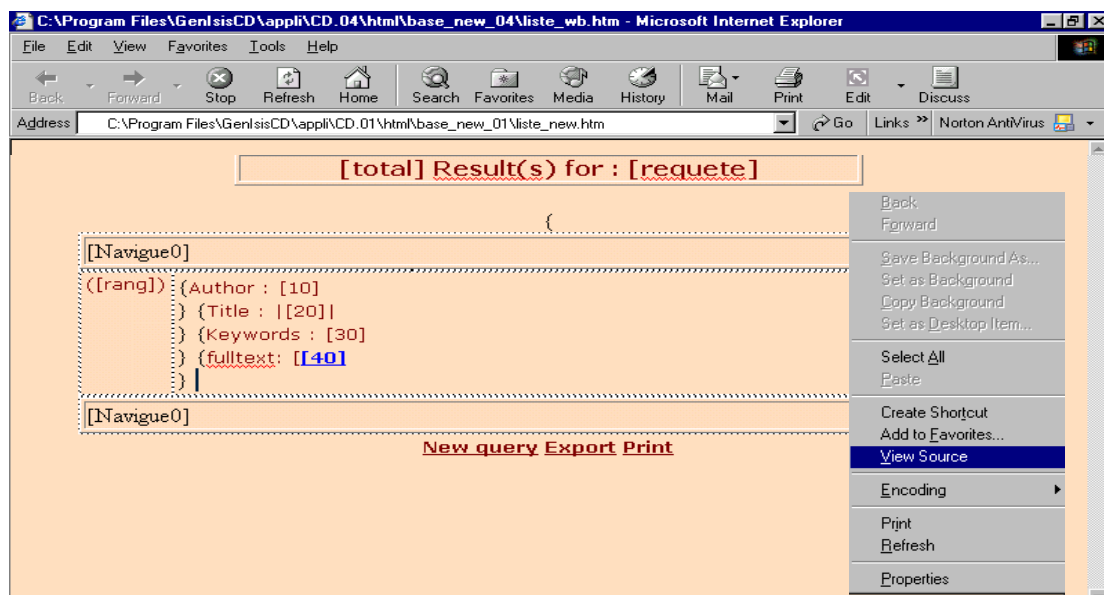 C:\Program Files\GenIsisCD\appli\CD.04\html\base_new_04\liste_wb.htm - Microsoft Internet Explorer
File Edit View Favorites Tools Help
Back Forward Stop Refresh Home Search Favorites Media History Mail Print Edit Discuss
Address C:\Program Files\GenIsisCD\appli\CD.01\html\base_new_01\liste_new.htm Go Links » Norton AntiVirus
[total] Result(s) for : [requete]
{
[Navigue0]
([rang]) {Author : [10]
} {Title : |[20]|
} {Keywords : [30]
} {fulltext: [[40]
}
[Navigue0]
New query Export Print
Back
Forward
Save Background As...
Set as Background
Copy Background
Set as Desktop Item...
Select All
Paste
Create Shortcut
Add to Favorites...
View Source
Encoding
Print
Refresh
Properties